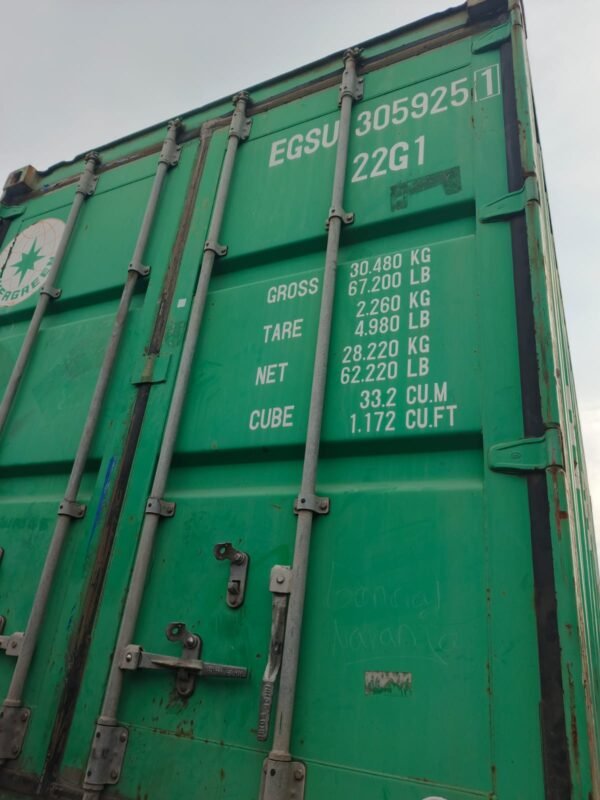 EGSU 305925 1
22G1
EVERGREEN
GROSS 30.480 KG
67.200 LB
TARE 2.260 KG
4.980 LB
NET 28.220 KG
62.220 LB
CUBE 33.2 CU.M
1.172 CU.FT